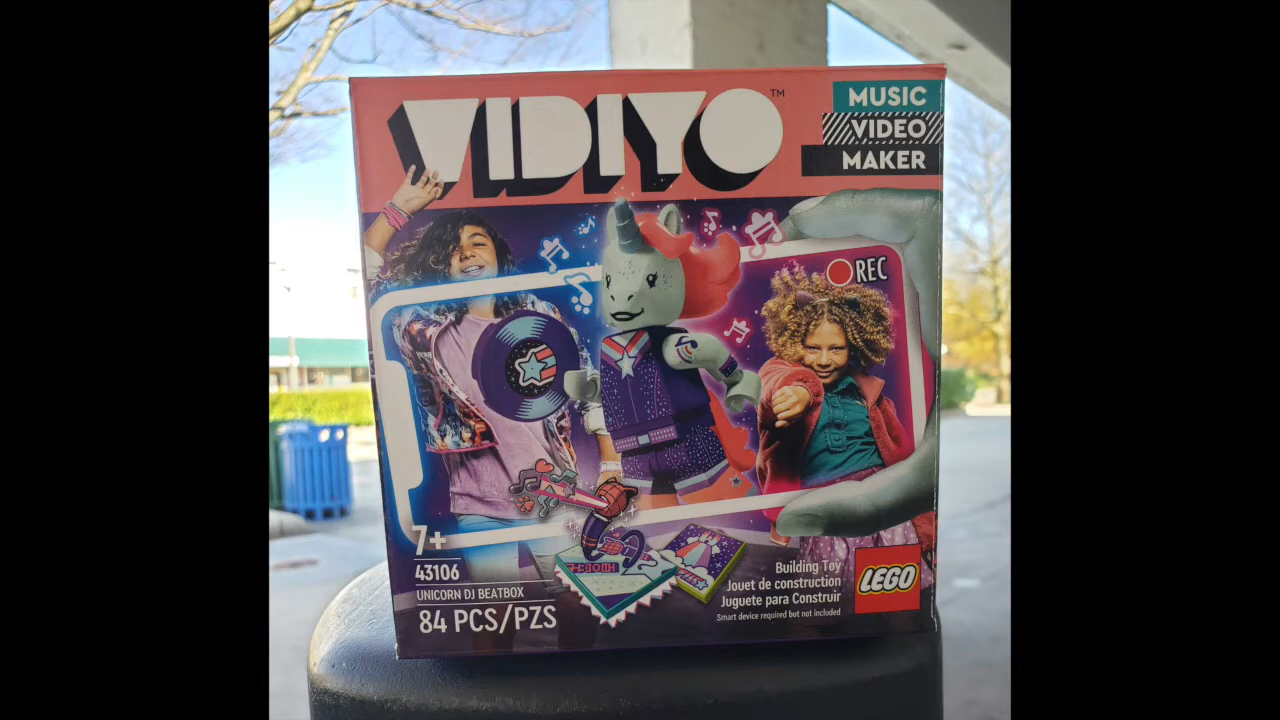 VIDIYO™
MUSIC
VIDEO
MAKER
REC
7+
43106
UNICORN DJ BEATBOX
84 PCS/PZS
Building Toy
Jouet de construction
Juguete para Construir
Smart device required but not included
LEGO